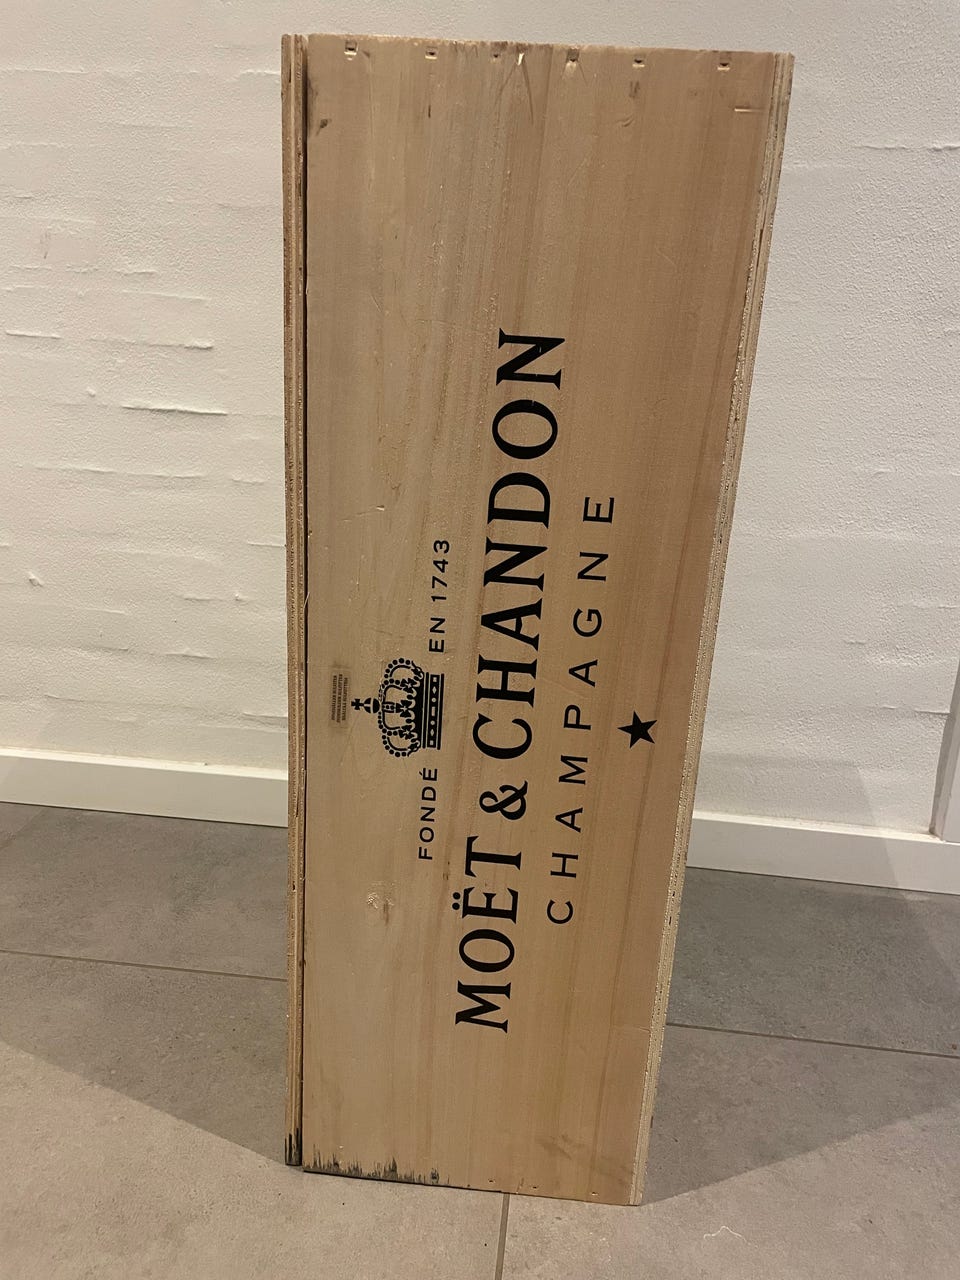 FONDÉ EN 1743
MOËT & CHANDON
CHAMPAGNE